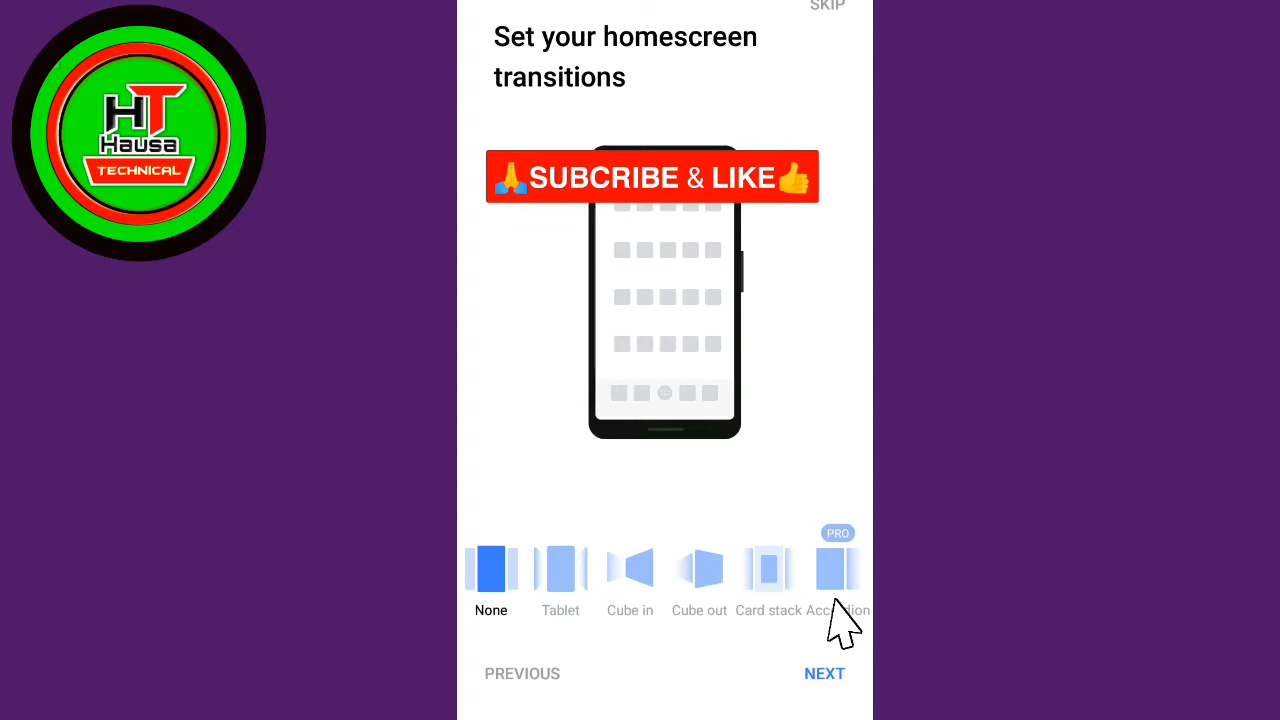 SKIP
Set your homescreen
transitions
HT
Hausa
TECHNICAL
🙏SUBCRIBE & LIKE👍
PRO
None Tablet Cube in Cube out Card stack Accordion
PREVIOUS NEXT